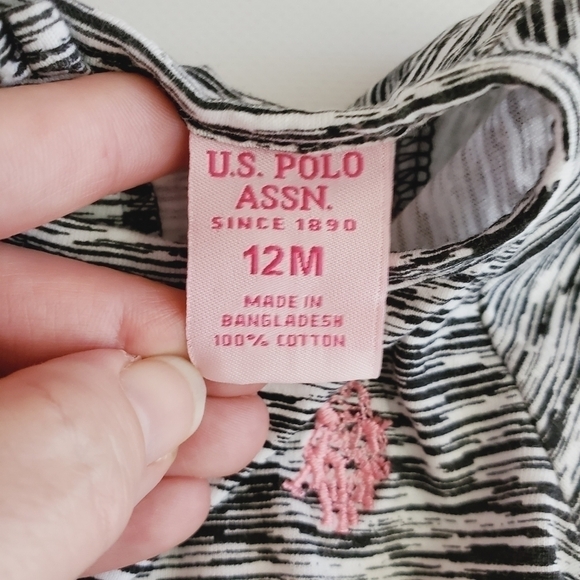 U.S. POLO
ASSN.
SINCE 1890
12M
MADE IN
BANGLADESH
100% COTTON